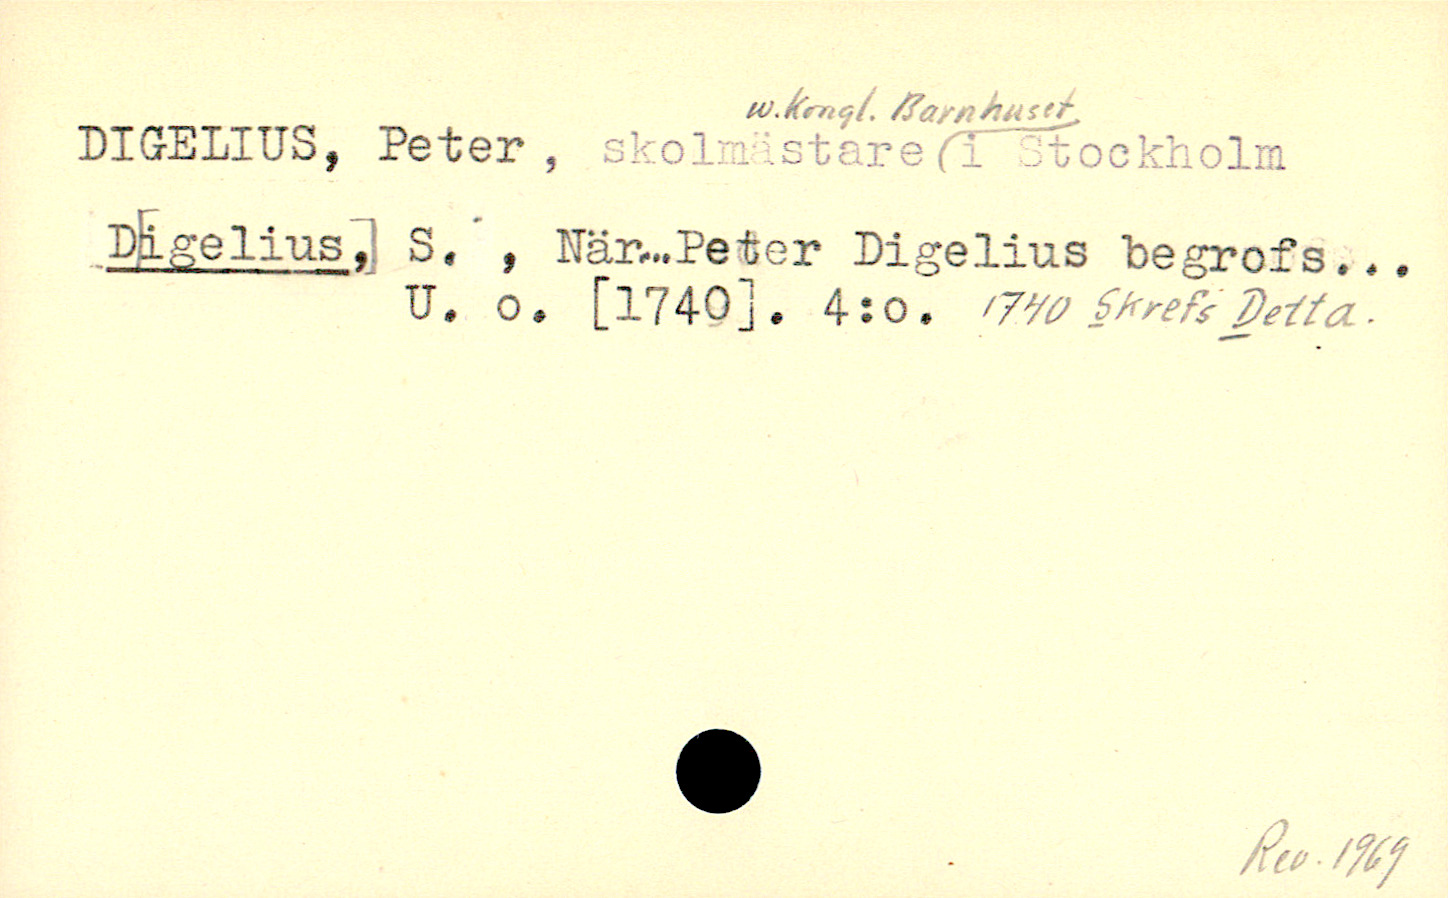 w. Kongl. Barnhuset
DIGELIUS, Peter, skolmästare i Stockholm
D[igelius,] S. , När...Peter Digelius begrofs...
U. o. [1740]. 4:o. 1740 Skrefs Detta.
Rev. 1969